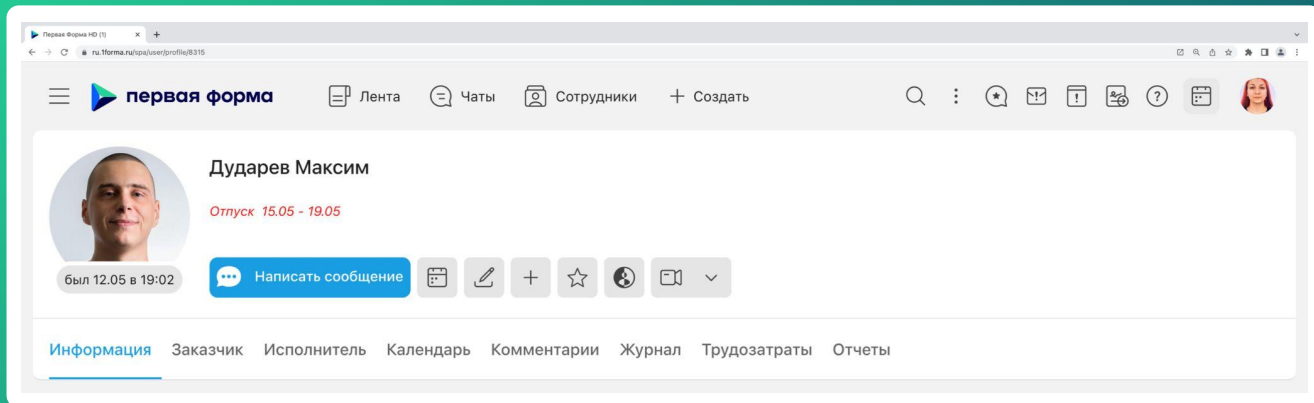 Первая Форма HD (1)
ru.1forma.ru/spa/user/profile/8315
первая форма
Лента
Чаты
Сотрудники
Создать
Дударев Максим
Отпуск 15.05 - 19.05
был 12.05 в 19:02
Написать сообщение
Информация Заказчик Исполнитель Календарь Комментарии Журнал Трудозатраты Отчеты